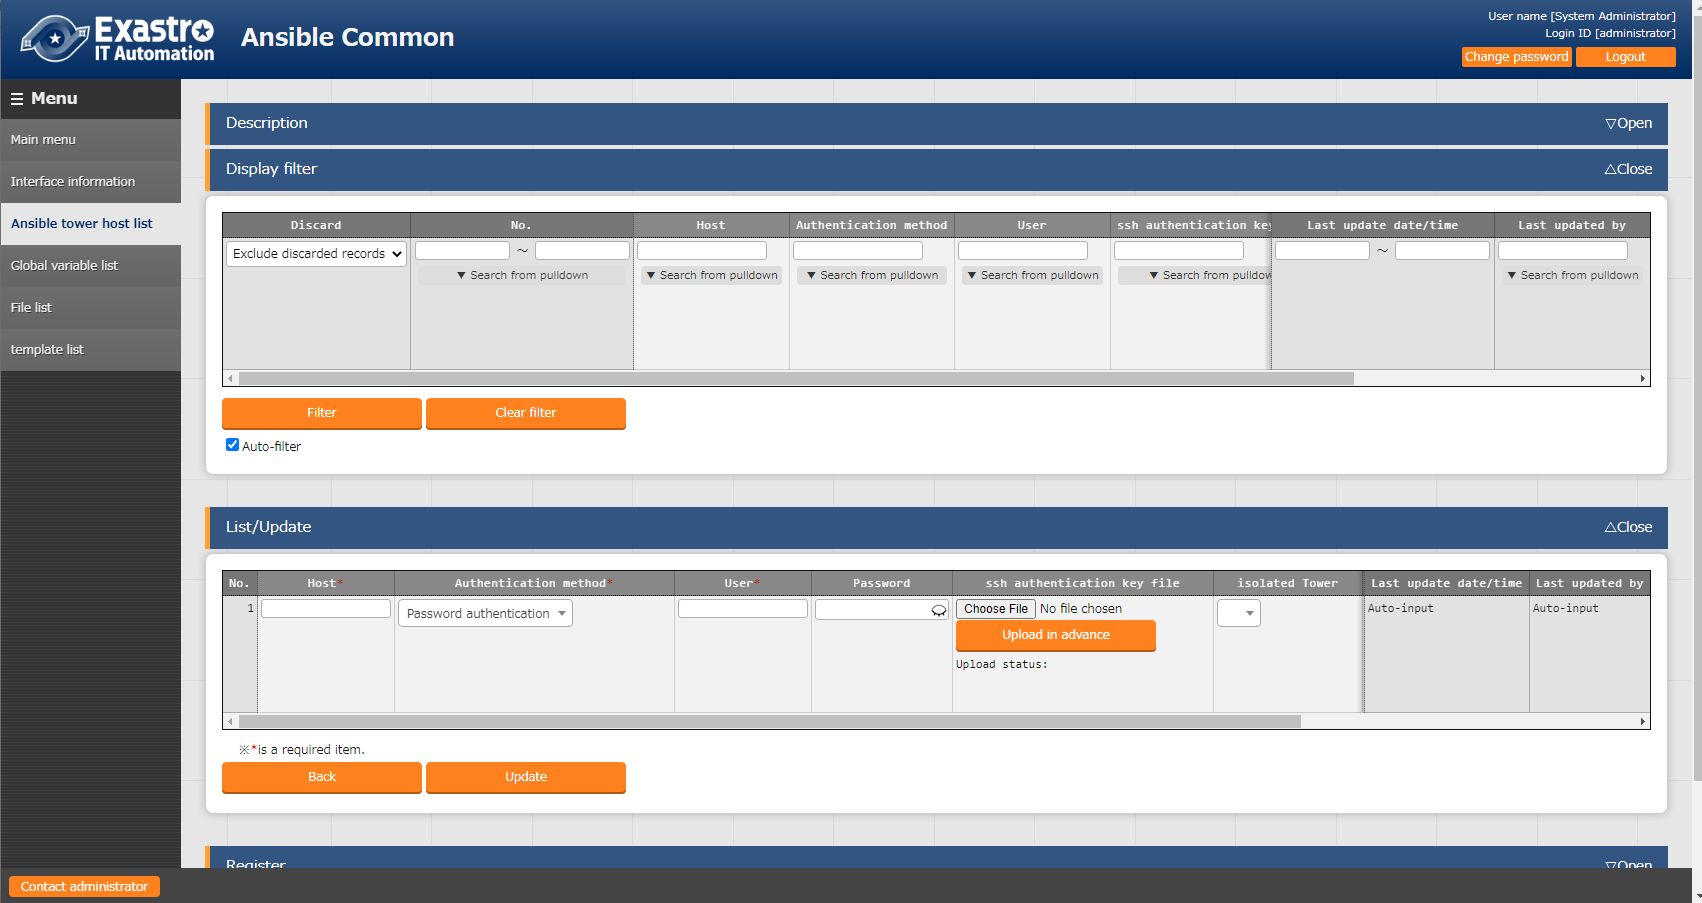 Exastro
IT Automation
Ansible Common
User name [System Administrator]
Login ID [administrator]
Change password
Logout
Menu
Main menu
Interface information
Ansible tower host list
Global variable list
File list
template list
Description
▽Open
Display filter
△Close
Discard No. Host Authentication method User ssh authentication key Last update date/time Last updated by
Exclude discarded records ~ ~
▼ Search from pulldown ▼ Search from pulldown ▼ Search from pulldown ▼ Search from pulldown ▼ Search from pulldow ▼ Search from pulldown
Filter Clear filter
Auto-filter
List/Update
△Close
No. Host* Authentication method* User* Password ssh authentication key file isolated Tower Last update date/time Last updated by
1 Password authentication Choose File No file chosen Auto-input Auto-input
Upload in advance
Upload status:
※*is a required item.
Back Update
Register
▽Open
Contact administrator